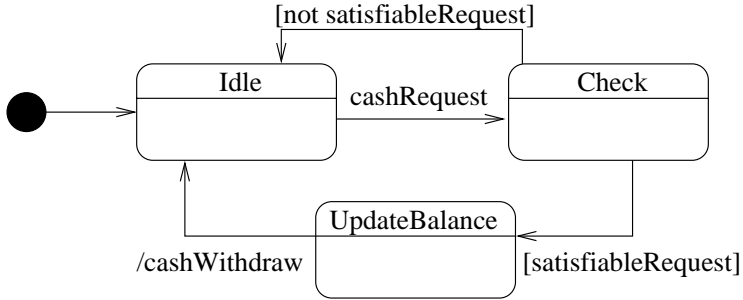 [not satisfiableRequest]
Idle
Check
cashRequest
UpdateBalance
/cashWithdraw
[satisfiableRequest]